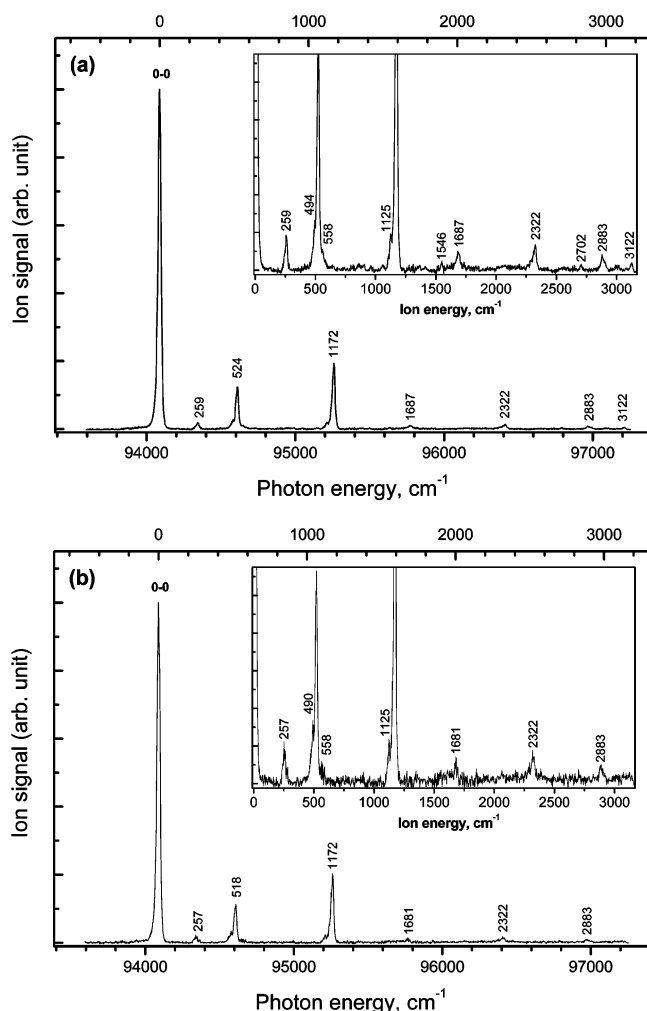 0 1000 2000 3000
(a)
0-0
Ion signal (arb. unit)
259
494
558
1125
1546
1687
2322
2702
2883
3122
0 500 1000 1500 2000 2500 3000
Ion energy, cm-1
259
524
1172
1687
2322
2883
3122
94000 95000 96000 97000
Photon energy, cm-1
0 1000 2000 3000
(b)
0-0
Ion signal (arb. unit)
257
490
558
1125
1681
2322
2883
0 500 1000 1500 2000 2500 3000
Ion energy, cm-1
257
518
1172
1681
2322
2883
94000 95000 96000 97000
Photon energy, cm-1